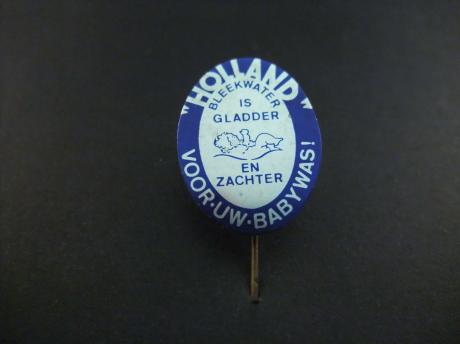 "HOLLAND"
BLEEKWATER
IS
GLADDER
EN
ZACHTER
VOOR·UW·BABYWAS!